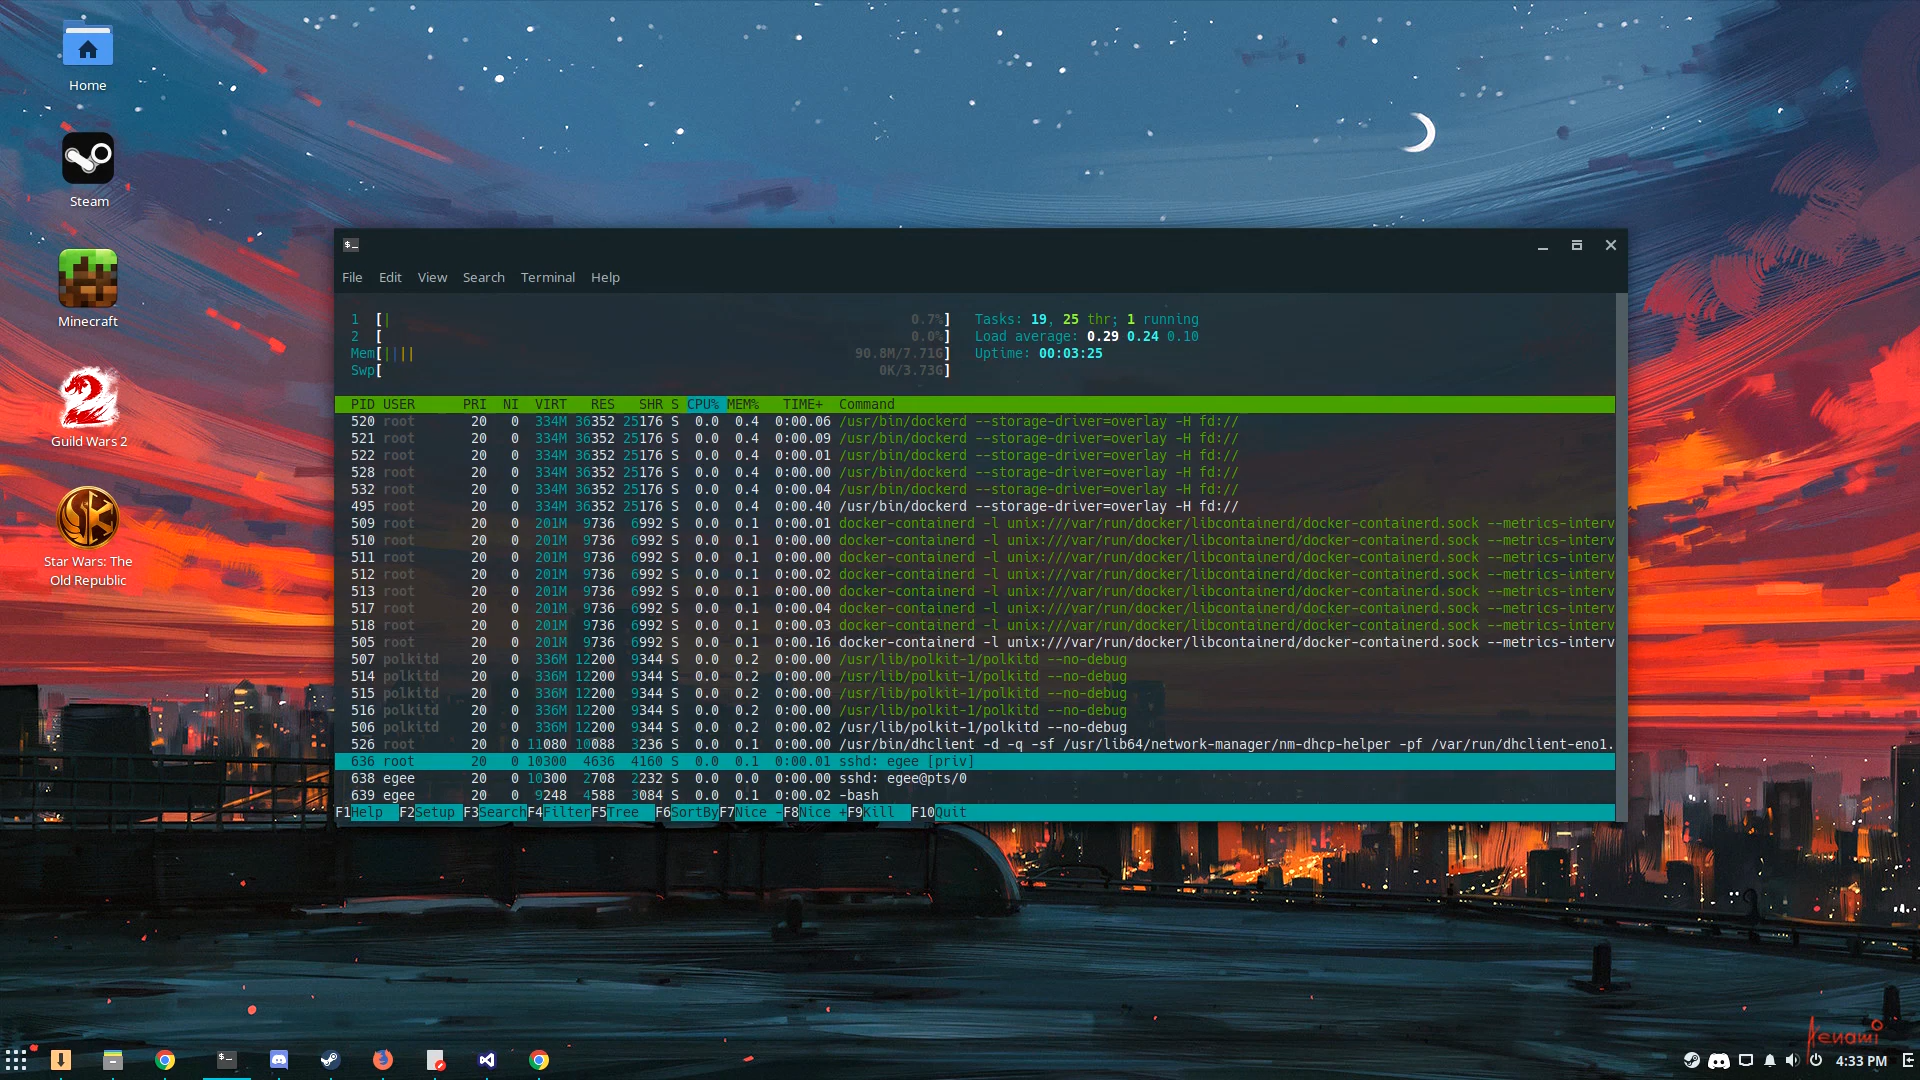 Home
Steam
Minecraft
Guild Wars 2
Star Wars: The
Old Republic
$_
File Edit View Search Terminal Help
1 [| 0.7%] Tasks: 19, 25 thr; 1 running
2 [ 0.0%] Load average: 0.29 0.24 0.10
Mem[|||| 90.8M/7.71G] Uptime: 00:03:25
Swp[ 0K/3.73G]
PID USER PRI NI VIRT RES SHR S CPU% MEM% TIME+ Command
520 root 20 0 334M 36352 25176 S 0.0 0.4 0:00.06 /usr/bin/dockerd --storage-driver=overlay -H fd://
521 root 20 0 334M 36352 25176 S 0.0 0.4 0:00.09 /usr/bin/dockerd --storage-driver=overlay -H fd://
522 root 20 0 334M 36352 25176 S 0.0 0.4 0:00.01 /usr/bin/dockerd --storage-driver=overlay -H fd://
528 root 20 0 334M 36352 25176 S 0.0 0.4 0:00.00 /usr/bin/dockerd --storage-driver=overlay -H fd://
532 root 20 0 334M 36352 25176 S 0.0 0.4 0:00.04 /usr/bin/dockerd --storage-driver=overlay -H fd://
495 root 20 0 334M 36352 25176 S 0.0 0.4 0:00.40 /usr/bin/dockerd --storage-driver=overlay -H fd://
509 root 20 0 201M 9736 6992 S 0.0 0.1 0:00.01 docker-containerd -l unix:///var/run/docker/libcontainerd/docker-containerd.sock --metrics-interv
510 root 20 0 201M 9736 6992 S 0.0 0.1 0:00.00 docker-containerd -l unix:///var/run/docker/libcontainerd/docker-containerd.sock --metrics-interv
511 root 20 0 201M 9736 6992 S 0.0 0.1 0:00.00 docker-containerd -l unix:///var/run/docker/libcontainerd/docker-containerd.sock --metrics-interv
512 root 20 0 201M 9736 6992 S 0.0 0.1 0:00.02 docker-containerd -l unix:///var/run/docker/libcontainerd/docker-containerd.sock --metrics-interv
513 root 20 0 201M 9736 6992 S 0.0 0.1 0:00.00 docker-containerd -l unix:///var/run/docker/libcontainerd/docker-containerd.sock --metrics-interv
517 root 20 0 201M 9736 6992 S 0.0 0.1 0:00.04 docker-containerd -l unix:///var/run/docker/libcontainerd/docker-containerd.sock --metrics-interv
518 root 20 0 201M 9736 6992 S 0.0 0.1 0:00.03 docker-containerd -l unix:///var/run/docker/libcontainerd/docker-containerd.sock --metrics-interv
505 root 20 0 201M 9736 6992 S 0.0 0.1 0:00.16 docker-containerd -l unix:///var/run/docker/libcontainerd/docker-containerd.sock --metrics-interv
507 polkitd 20 0 336M 12200 9344 S 0.0 0.2 0:00.00 /usr/lib/polkit-1/polkitd --no-debug
514 polkitd 20 0 336M 12200 9344 S 0.0 0.2 0:00.00 /usr/lib/polkit-1/polkitd --no-debug
515 polkitd 20 0 336M 12200 9344 S 0.0 0.2 0:00.00 /usr/lib/polkit-1/polkitd --no-debug
516 polkitd 20 0 336M 12200 9344 S 0.0 0.2 0:00.00 /usr/lib/polkit-1/polkitd --no-debug
506 polkitd 20 0 336M 12200 9344 S 0.0 0.2 0:00.02 /usr/lib/polkit-1/polkitd --no-debug
526 root 20 0 11080 10088 3236 S 0.0 0.1 0:00.00 /usr/bin/dhclient -d -q -sf /usr/lib64/network-manager/nm-dhcp-helper -pf /var/run/dhclient-eno1.
636 root 20 0 10300 4636 4160 S 0.0 0.1 0:00.01 sshd: egee [priv]
638 egee 20 0 10300 2708 2232 S 0.0 0.0 0:00.00 sshd: egee@pts/0
639 egee 20 0 9248 4588 3084 S 0.0 0.1 0:00.02 -bash
F1Help F2Setup F3SearchF4FilterF5Tree F6SortByF7Nice -F8Nice +F9Kill F10Quit
Aenami
4:33 PM